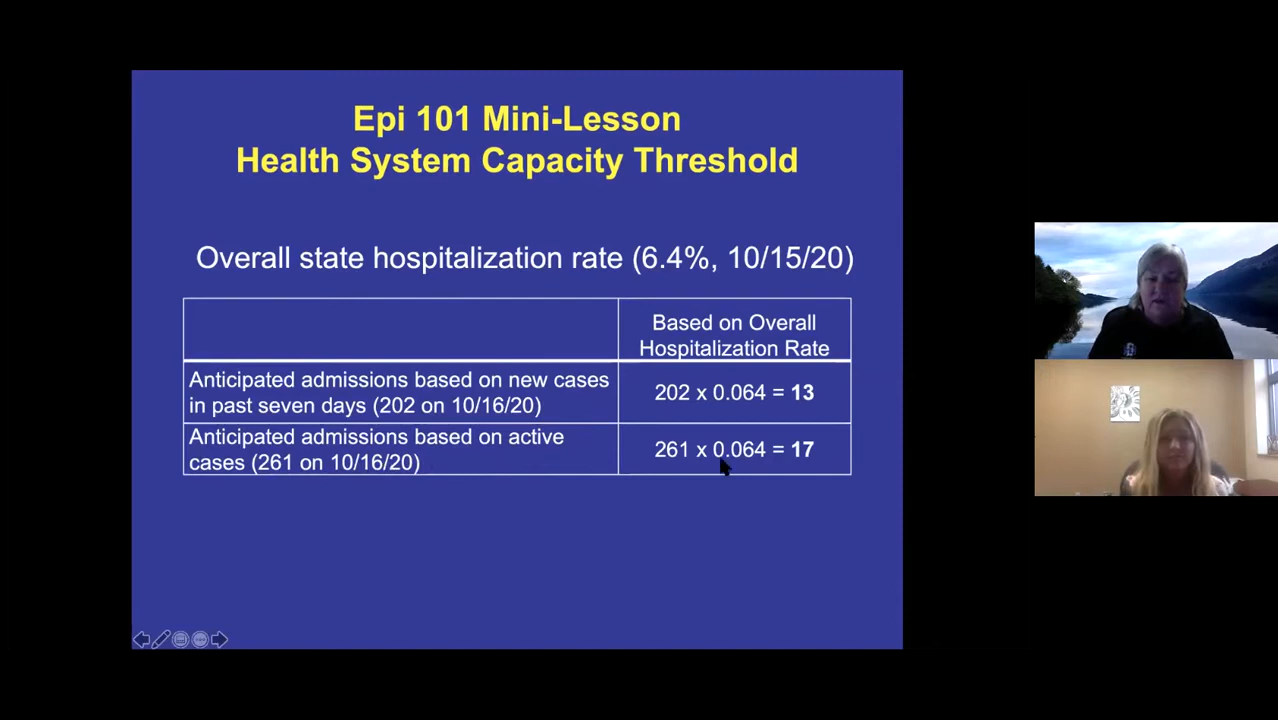 Epi 101 Mini-Lesson
Health System Capacity Threshold
Overall state hospitalization rate (6.4%, 10/15/20)
Based on Overall
Hospitalization Rate
Anticipated admissions based on new cases
in past seven days (202 on 10/16/20)
202 x 0.064 = 13
Anticipated admissions based on active
cases (261 on 10/16/20)
261 x 0.064 = 17